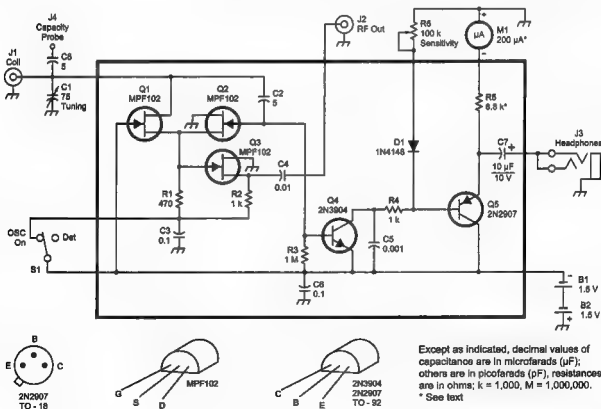 J4
Capacity
Probe
J1
Coil
C6
5
C1
75
Tuning
Q1
MPF102
Q2
MPF102
C2
5
Q3
MPF102
C4
0.01
R1
470
R2
1 k
C3
0.1
OSC
On
Det
S1
J2
RF Out
R6
100 k
Sensitivity
+
M1
200 µA*
µA
-
R5
6.8 k*
D1
1N4148
C7
+
10 µF
10 V
J3
Headphones
Q4
2N3904
R4
1 k
Q5
2N2907
R3
1 M
C5
0.001
C6
0.1
-
B1
1.5 V
B2
1.5 V
+
B
E
C
2N2907
TO - 18
MPF102
G
S
D
2N3904
2N2907
TO - 92
C
B
E
Except as indicated, decimal values of
capacitance are in microfarads (µF);
others are in picofarads (pF), resistances
are in ohms; k = 1,000, M = 1,000,000.
* See text